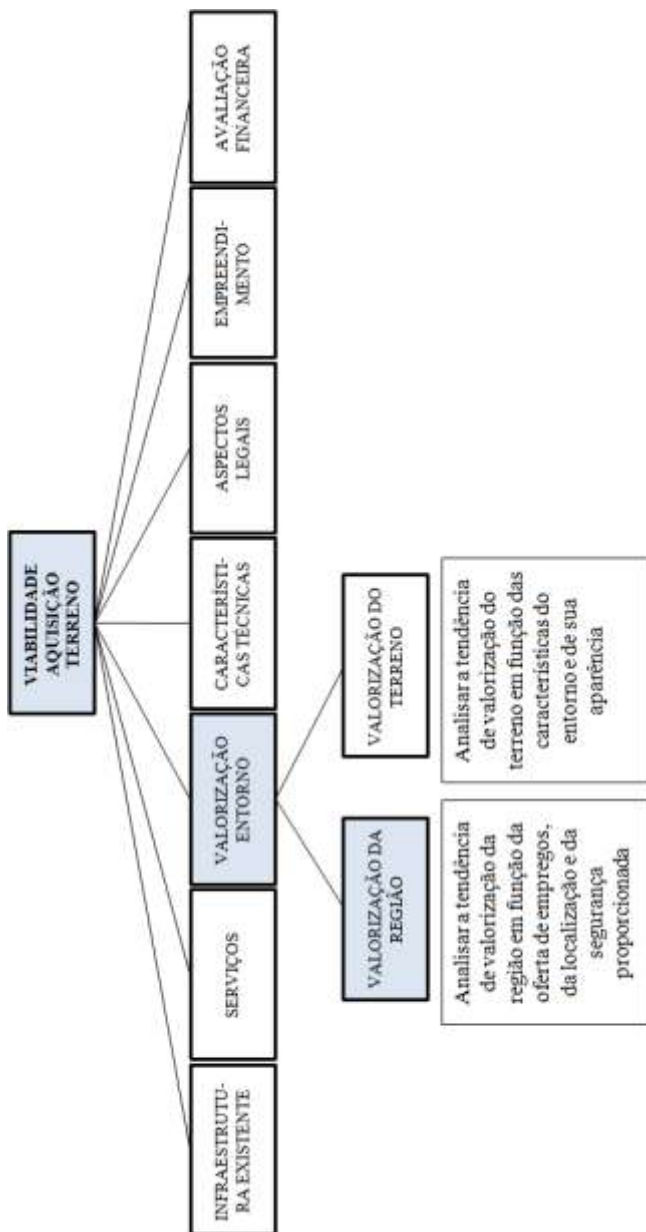 VIABILIDADE
AQUISIÇÃO
TERRENO
INFRAESTRUTU-
RA EXISTENTE
SERVIÇOS
VALORIZAÇÃO
ENTORNO
CARACTERÍSTI-
CAS TÉCNICAS
ASPECTOS
LEGAIS
EMPREENDI-
MENTO
AVALIAÇÃO
FINANCEIRA
VALORIZAÇÃO DA
REGIÃO
VALORIZAÇÃO DO
TERRENO
Analisar a tendência
de valorização da
região em função da
oferta de empregos,
da localização e da
segurança
proporcionada
Analisar a tendência
de valorização do
terreno em função das
características do
entorno e de sua
aparência